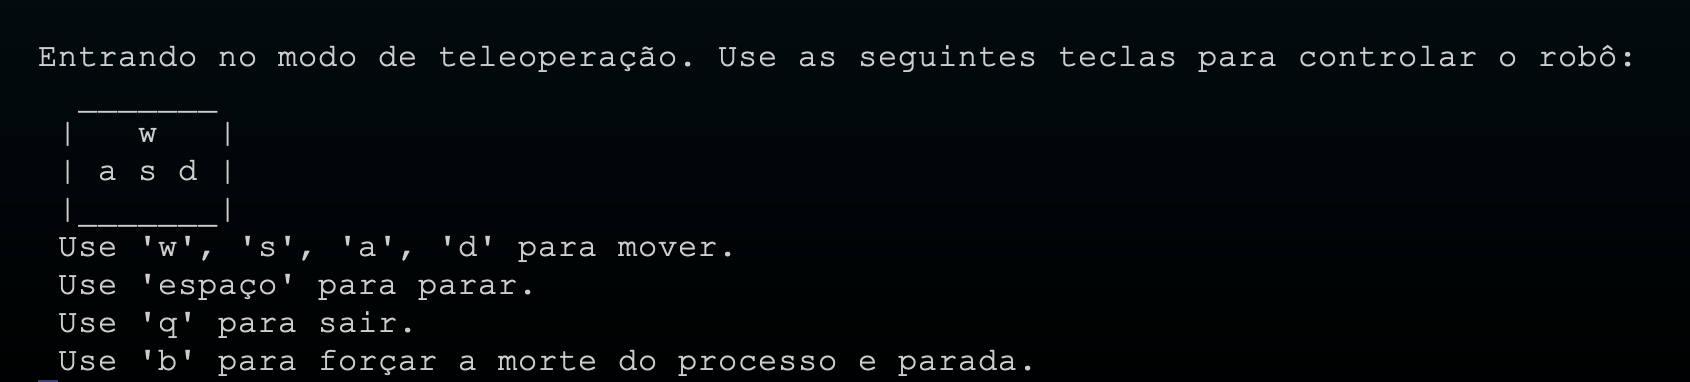 Entrando no modo de teleoperação. Use as seguintes teclas para controlar o robô:
  _______
 |   w   |
 | a s d |
 |_______|
 Use 'w', 's', 'a', 'd' para mover.
 Use 'espaço' para parar.
 Use 'q' para sair.
 Use 'b' para forçar a morte do processo e parada.